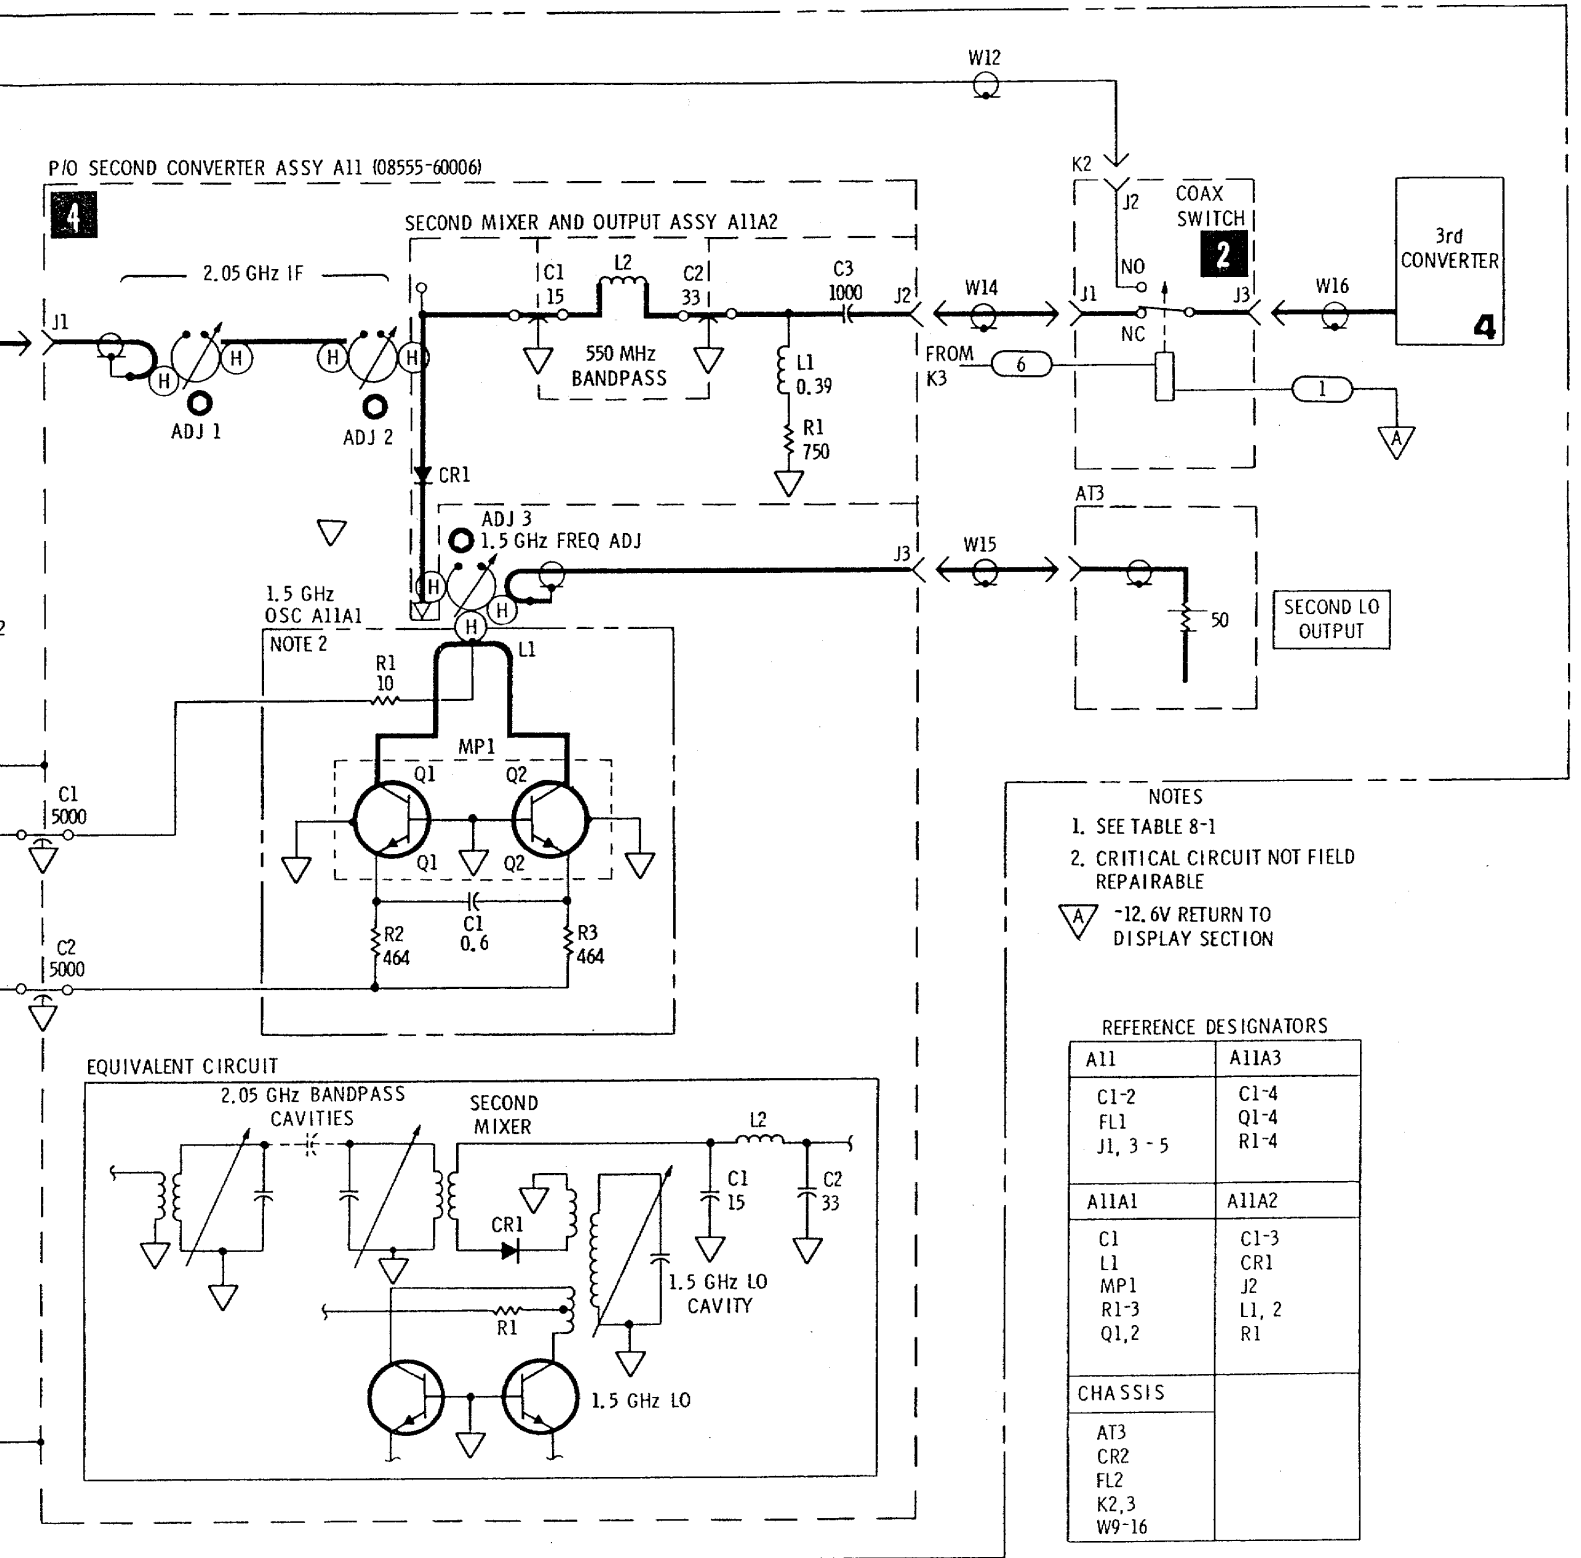 W12
P/O SECOND CONVERTER ASSY A11 (08555-60006)
4
K2
J2
COAX
SWITCH
2
SECOND MIXER AND OUTPUT ASSY A11A2
2.05 GHz IF
C1
15
L2
C2
33
C3
1000
J2
W14
J1
NO
NC
J3
W16
3rd
CONVERTER
4
J1
H
H
H
H
ADJ 1
ADJ 2
550 MHz
BANDPASS
L1
0.39
R1
750
FROM
K3
6
1
A
CR1
AT3
ADJ 3
1.5 GHz FREQ ADJ
H
H
H
J3
W15
50
SECOND LO
OUTPUT
1.5 GHz
OSC A11A1
NOTE 2
2
L1
R1
10
MP1
Q1
Q2
Q1
Q2
C1
5000
C1
0.6
R2
464
R3
464
C2
5000
NOTES
1. SEE TABLE 8-1
2. CRITICAL CIRCUIT NOT FIELD
REPAIRABLE
A
-12.6V RETURN TO
DISPLAY SECTION
EQUIVALENT CIRCUIT
2.05 GHz BANDPASS
CAVITIES
SECOND
MIXER
L2
C1
15
C2
33
CR1
1.5 GHz LO
CAVITY
R1
1.5 GHz LO
REFERENCE DESIGNATORS
A11
C1-2
FL1
J1, 3 - 5
A11A3
C1-4
Q1-4
R1-4
A11A1
C1
L1
MP1
R1-3
Q1,2
A11A2
C1-3
CR1
J2
L1, 2
R1
CHASSIS
AT3
CR2
FL2
K2,3
W9-16